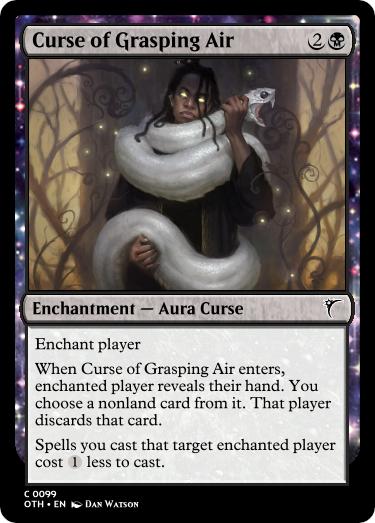 Curse of Grasping Air 2
Enchantment — Aura Curse
Enchant player
When Curse of Grasping Air enters,
enchanted player reveals their hand. You
choose a nonland card from it. That player
discards that card.
Spells you cast that target enchanted player
cost 1 less to cast.
C 0099
OTH • EN DAN WATSON